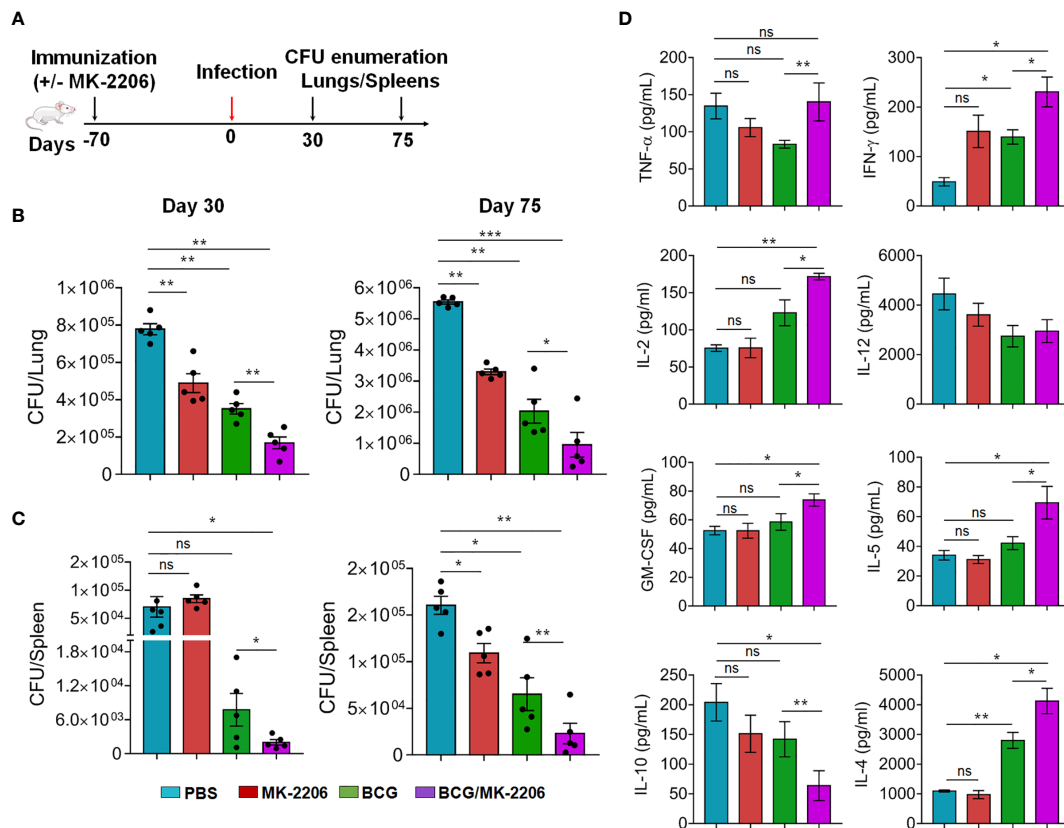 A
Immunization
(+/- MK-2206)
Infection
CFU enumeration
Lungs/Spleens
Days
-70
0
30
75
B
Day 30
CFU/Lung
1×10⁰⁶
8×10⁰⁵
6×10⁰⁵
4×10⁰⁵
2×10⁰⁵
0
**
**
**
**
Day 75
CFU/Lung
6×10⁰⁶
5×10⁰⁶
3×10⁰⁶
2×10⁰⁶
1×10⁰⁶
0
***
**
**
*
C
CFU/Spleen
2×10⁰⁵
1×10⁰⁵
5×10⁰⁴
1.8×10⁰⁴
1.2×10⁰⁴
6.0×10⁰³
0
*
ns
ns
*
CFU/Spleen
2×10⁰⁵
2×10⁰⁵
1×10⁰⁵
5×10⁰⁴
0
**
*
*
**
PBS
MK-2206
BCG
BCG/MK-2206
D
TNF-α (pg/mL)
200
150
100
50
0
ns
ns
ns
**
IFN-γ (pg/mL)
300
200
100
0
*
*
ns
*
IL-2 (pg/ml)
200
150
100
50
0
**
ns
ns
*
IL-12 (pg/mL)
6000
4000
2000
0
GM-CSF (pg/mL)
100
80
60
40
20
0
*
ns
ns
*
IL-5 (pg/mL)
100
80
60
40
20
0
*
ns
ns
*
IL-10 (pg/mL)
300
200
100
0
*
ns
ns
**
IL-4 (pg/mL)
5000
4000
3000
2000
1000
0
*
**
ns
*